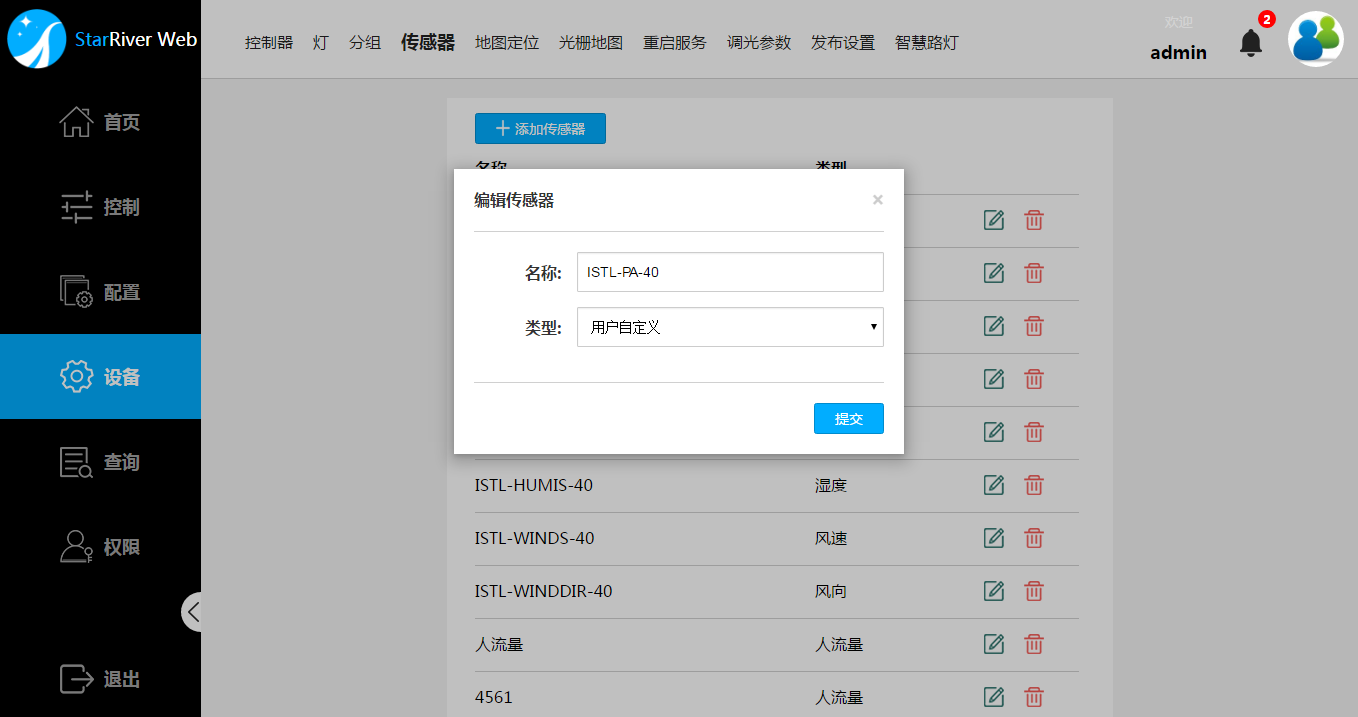 StarRiver Web
控制器 灯 分组 传感器 地图定位 光栅地图 重启服务 调光参数 发布设置 智慧路灯
欢迎
admin
2
首页
控制
配置
设备
查询
权限
退出
添加传感器
名称 类型
编辑传感器 ×
名称: ISTL-PA-40
类型: 用户自定义
提交
ISTL-HUMIS-40 湿度
ISTL-WINDS-40 风速
ISTL-WINDDIR-40 风向
人流量 人流量
4561 人流量